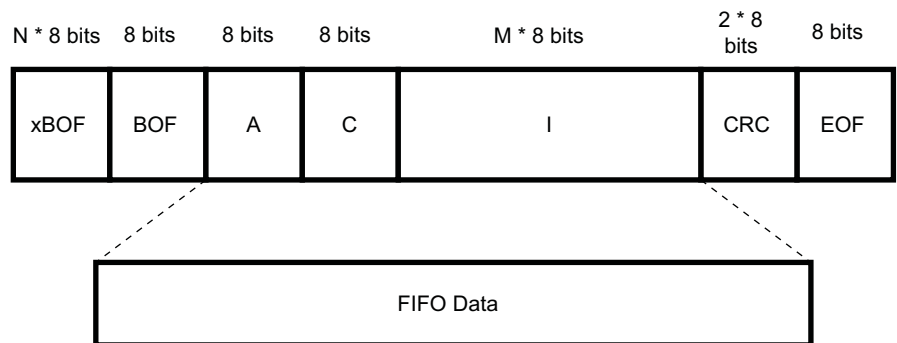 N * 8 bits 8 bits 8 bits 8 bits M * 8 bits 2 * 8 bits 8 bits
xBOF BOF A C I CRC EOF
FIFO Data